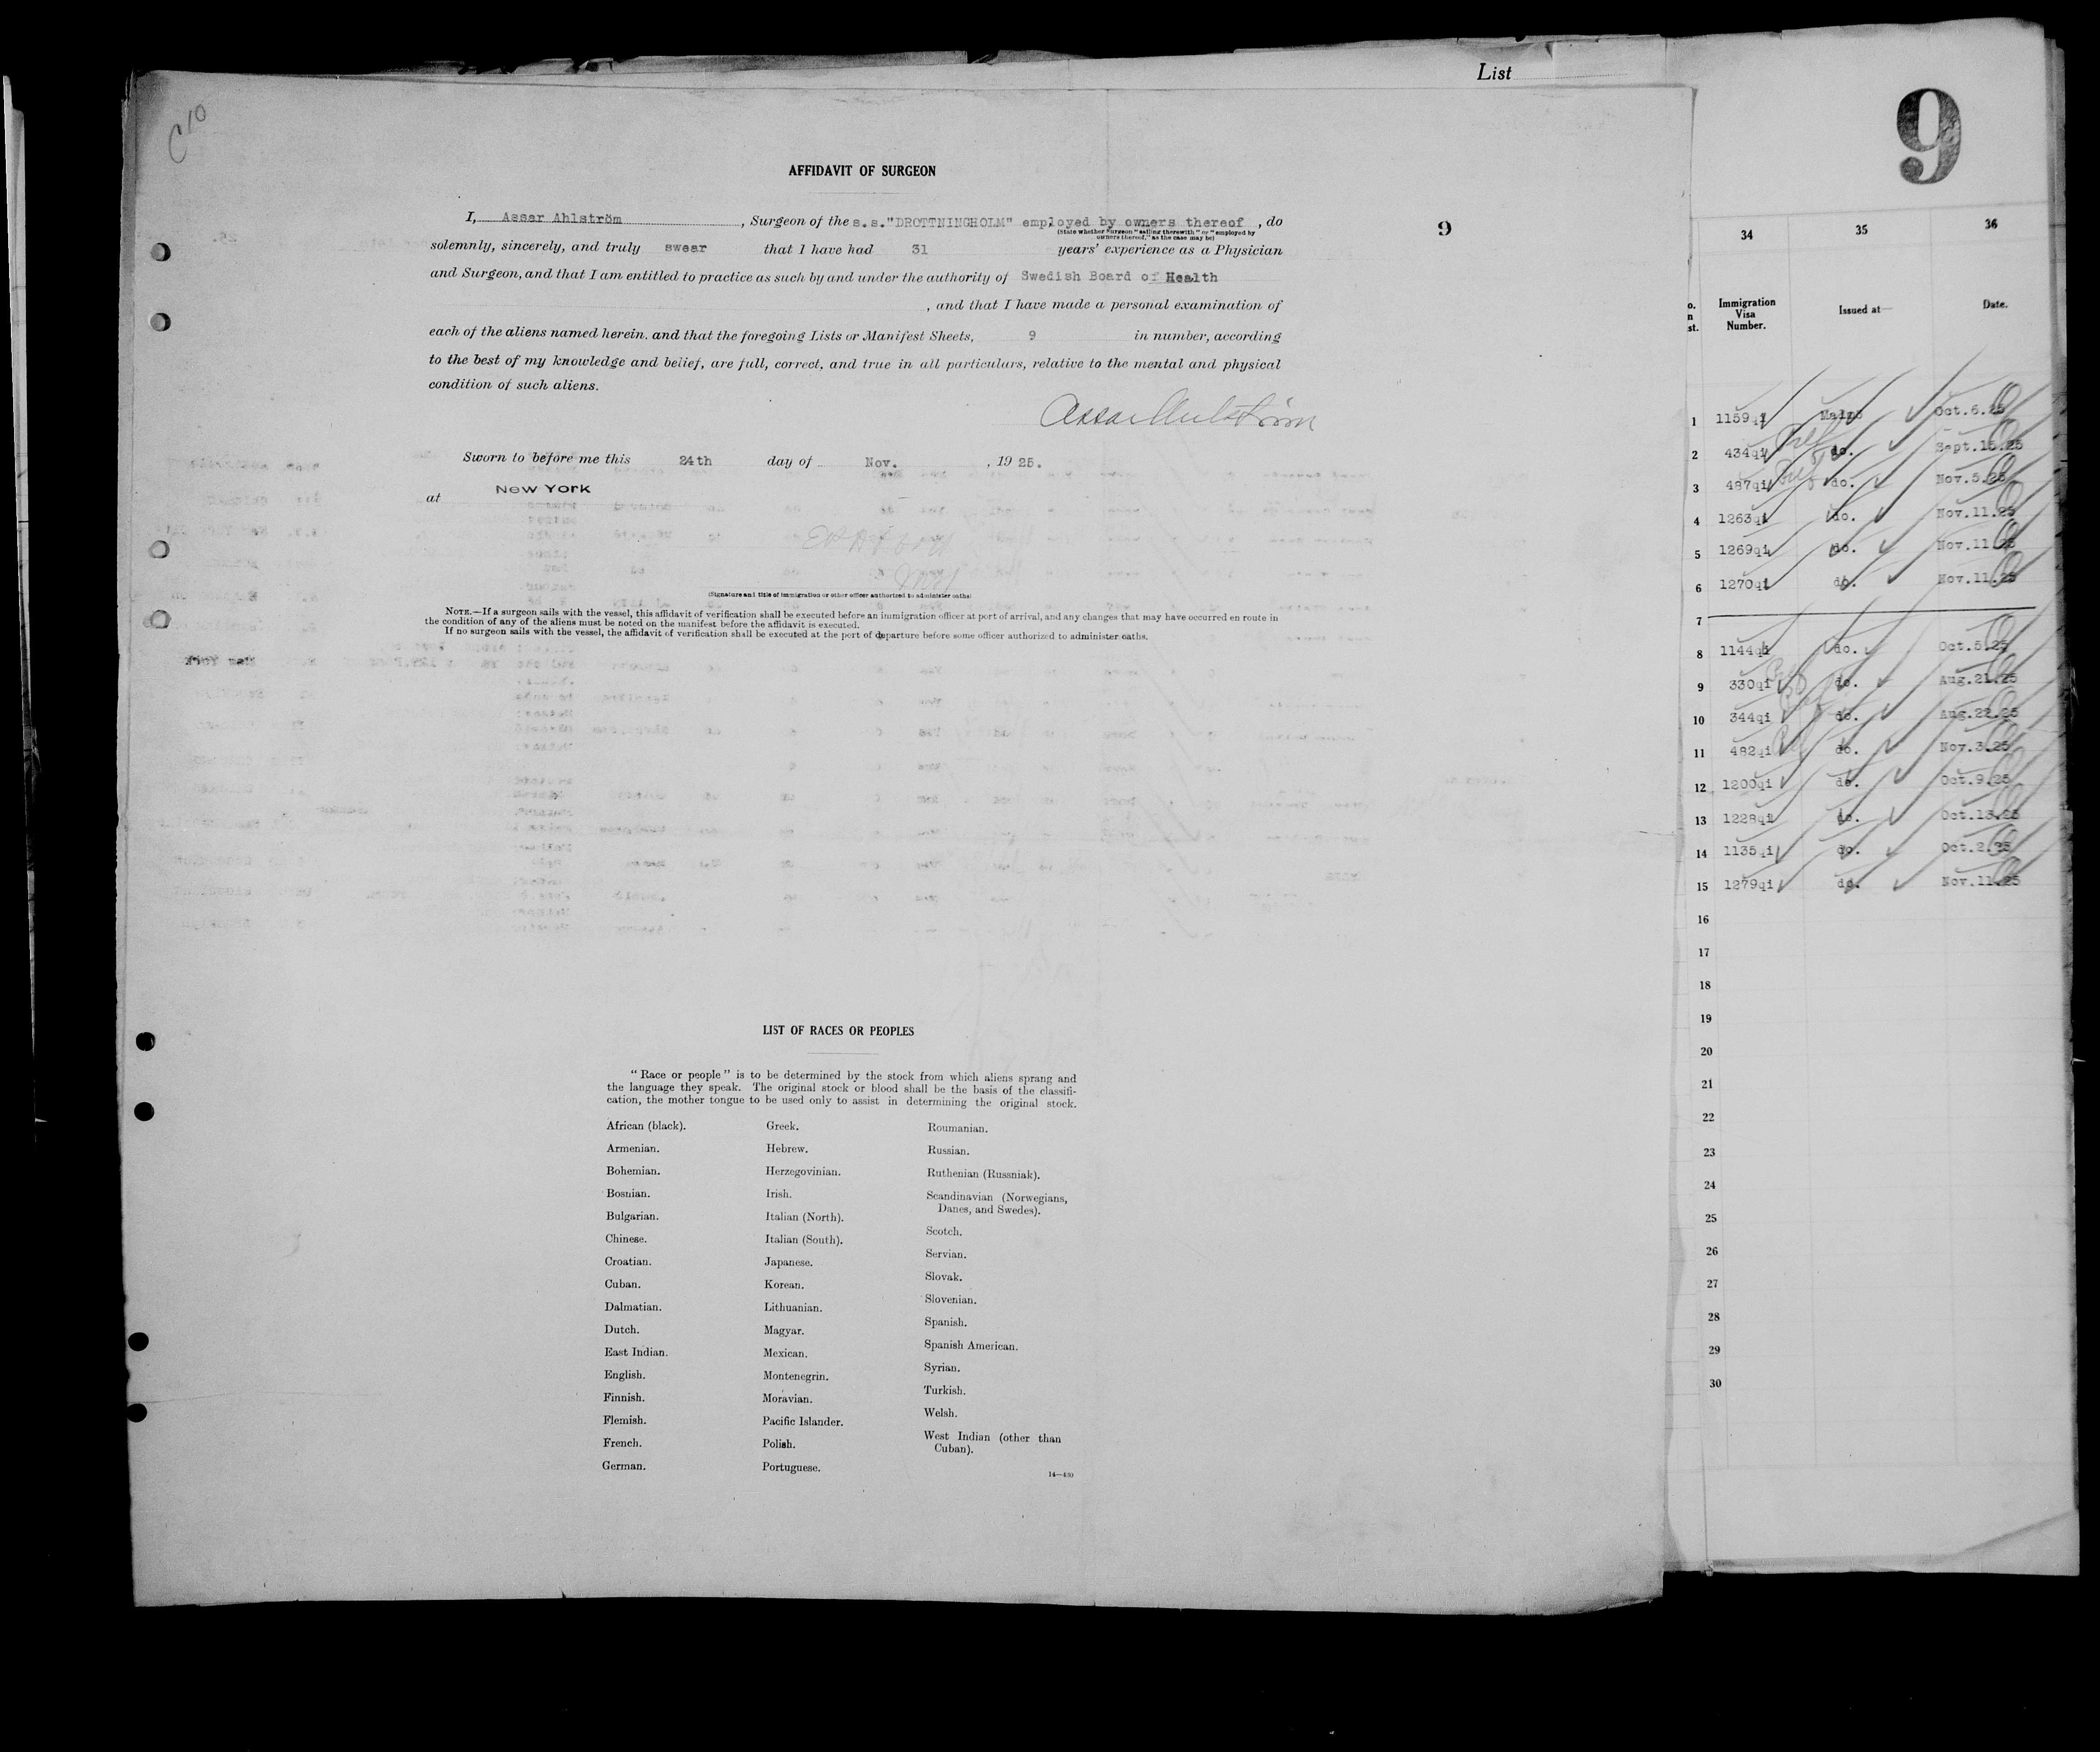 List
9
C10
AFFIDAVIT OF SURGEON
I, Assar Ahlström, Surgeon of the s.s."DROTTNINGHOLM" employed by owners thereof, do
(State whether Surgeon "sailing therewith" or "employed by
owners thereof," as the case may be)
9
solemnly, sincerely, and truly swear that I have had 31 years' experience as a Physician
and Surgeon, and that I am entitled to practice as such by and under the authority of Swedish Board of Health
, and that I have made a personal examination of
each of the aliens named herein. and that the foregoing Lists or Manifest Sheets, 9 in number, according
to the best of my knowledge and belief, are full, correct, and true in all particulars, relative to the mental and physical
condition of such aliens.
Sworn to before me this 24th day of Nov. , 19 25.
at New York
(Signature and title of immigration or other officer authorized to administer oaths)
NOTE.—If a surgeon sails with the vessel, this affidavit of verification shall be executed before an immigration officer at port of arrival, and any changes that may have occurred en route in
the condition of any of the aliens must be noted on the manifest before the affidavit is executed.
If no surgeon sails with the vessel, the affidavit of verification shall be executed at the port of departure before some officer authorized to administer oaths.
LIST OF RACES OR PEOPLES
"Race or people" is to be determined by the stock from which aliens sprang and
the language they speak. The original stock or blood shall be the basis of the classifi-
cation, the mother tongue to be used only to assist in determining the original stock.
African (black).
Armenian.
Bohemian.
Bosnian.
Bulgarian.
Chinese.
Croatian.
Cuban.
Dalmatian.
Dutch.
East Indian.
English.
Finnish.
Flemish.
French.
German.
Greek.
Hebrew.
Herzegovinian.
Irish.
Italian (North).
Italian (South).
Japanese.
Korean.
Lithuanian.
Magyar.
Mexican.
Montenegrin.
Moravian.
Pacific Islander.
Polish.
Portuguese.
Roumanian.
Russian.
Ruthenian (Russniak).
Scandinavian (Norwegians,
Danes, and Swedes).
Scotch.
Servian.
Slovak.
Slovenian.
Spanish.
Spanish American.
Syrian.
Turkish.
Welsh.
West Indian (other than
Cuban).
14—430
34 35 36
Immigration
Visa
Number.
Issued at—
Date.
1 1159qi Malmö Oct.6.25
2 434qi do. Sept.15.25
3 487qi do. Nov.5.25
4 1263qi do. Nov.11.25
5 1269qi do. Nov.11.25
6 1270qi do. Nov.11.25
7
8 1144qi do. Oct.5.25
9 330qi do. Aug.21.25
10 344qi do. Aug.22.25
11 482qi do. Nov.3.25
12 1200qi do. Oct.9.25
13 1228qi do. Oct.13.25
14 1135qi do. Oct.2.25
15 1279qi do. Nov.11.25
16
17
18
19
20
21
22
23
24
25
26
27
28
29
30